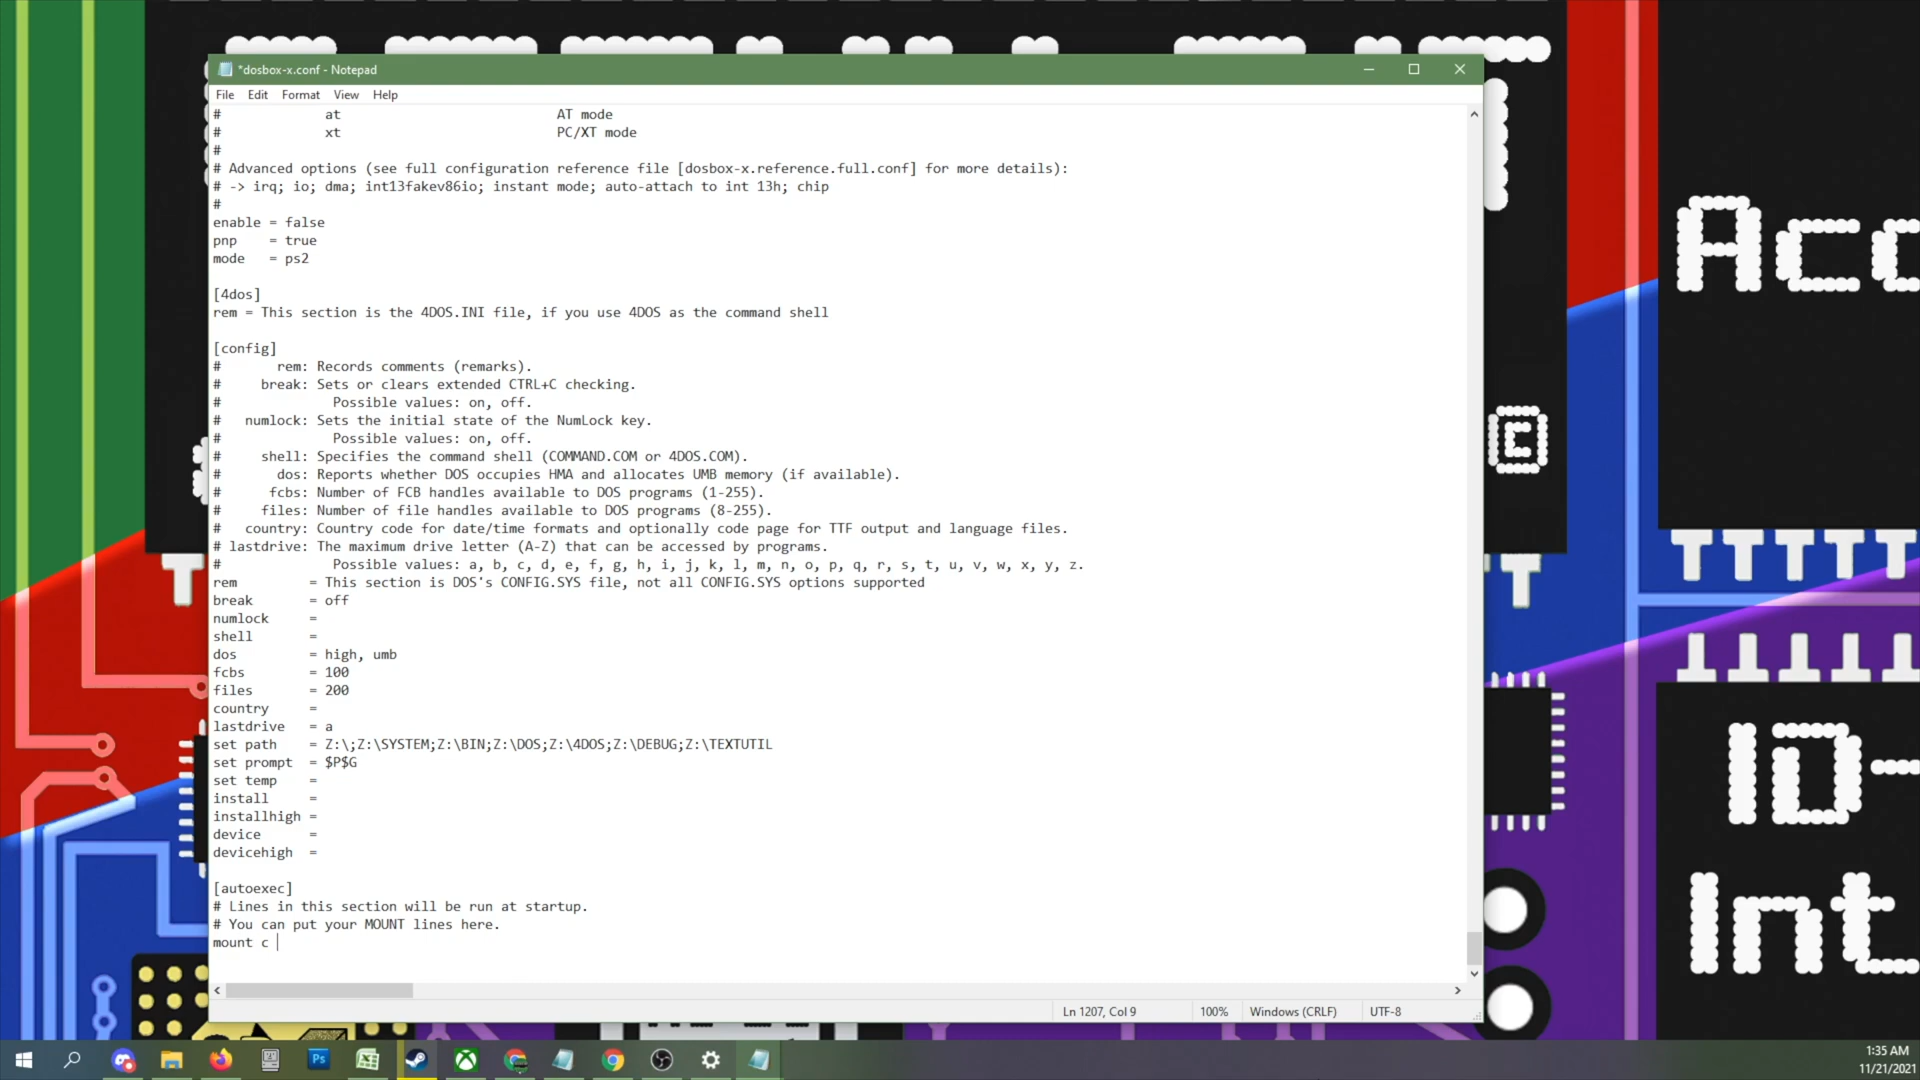 *dosbox-x.conf - Notepad
File Edit Format View Help
# at AT mode
# xt PC/XT mode
#
# Advanced options (see full configuration reference file [dosbox-x.reference.full.conf] for more details):
# -> irq; io; dma; int13fakev86io; instant mode; auto-attach to int 13h; chip
#
enable = false
pnp = true
mode = ps2
[4dos]
rem = This section is the 4DOS.INI file, if you use 4DOS as the command shell
[config]
# rem: Records comments (remarks).
# break: Sets or clears extended CTRL+C checking.
# Possible values: on, off.
# numlock: Sets the initial state of the NumLock key.
# Possible values: on, off.
# shell: Specifies the command shell (COMMAND.COM or 4DOS.COM).
# dos: Reports whether DOS occupies HMA and allocates UMB memory (if available).
# fcbs: Number of FCB handles available to DOS programs (1-255).
# files: Number of file handles available to DOS programs (8-255).
# country: Country code for date/time formats and optionally code page for TTF output and language files.
# lastdrive: The maximum drive letter (A-Z) that can be accessed by programs.
# Possible values: a, b, c, d, e, f, g, h, i, j, k, l, m, n, o, p, q, r, s, t, u, v, w, x, y, z.
rem = This section is DOS's CONFIG.SYS file, not all CONFIG.SYS options supported
break = off
numlock =
shell =
dos = high, umb
fcbs = 100
files = 200
country =
lastdrive = a
set path = Z:\;Z:\SYSTEM;Z:\BIN;Z:\DOS;Z:\4DOS;Z:\DEBUG;Z:\TEXTUTIL
set prompt = $P$G
set temp =
install =
installhigh =
device =
devicehigh =
[autoexec]
# Lines in this section will be run at startup.
# You can put your MOUNT lines here.
mount c
Ln 1207, Col 9 100% Windows (CRLF) UTF-8
Acc
©
ID-
Int
Ps
1:35 AM
11/21/2021